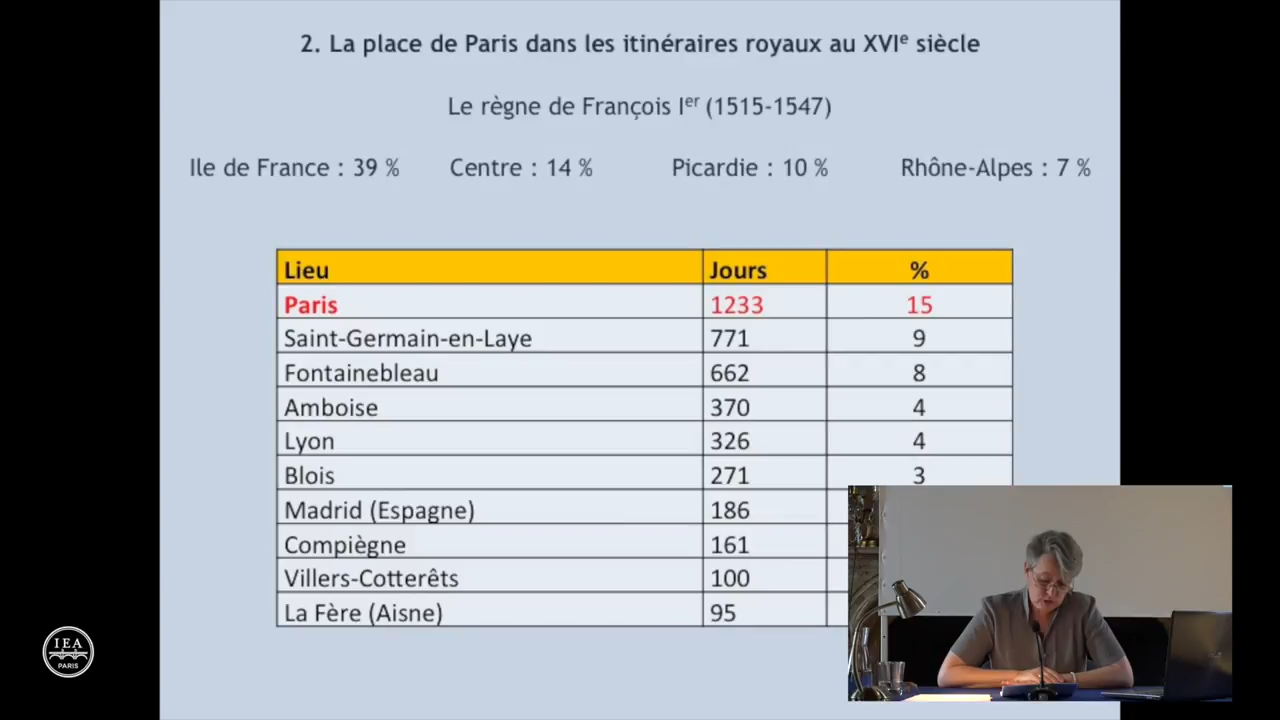 2. La place de Paris dans les itinéraires royaux au XVIe siècle
Le règne de François Ier (1515-1547)
Ile de France : 39 % Centre : 14 % Picardie : 10 % Rhône-Alpes : 7 %
Lieu Jours %
Paris 1233 15
Saint-Germain-en-Laye 771 9
Fontainebleau 662 8
Amboise 370 4
Lyon 326 4
Blois 271 3
Madrid (Espagne) 186
Compiègne 161
Villers-Cotterêts 100
La Fère (Aisne) 95
IEA
PARIS